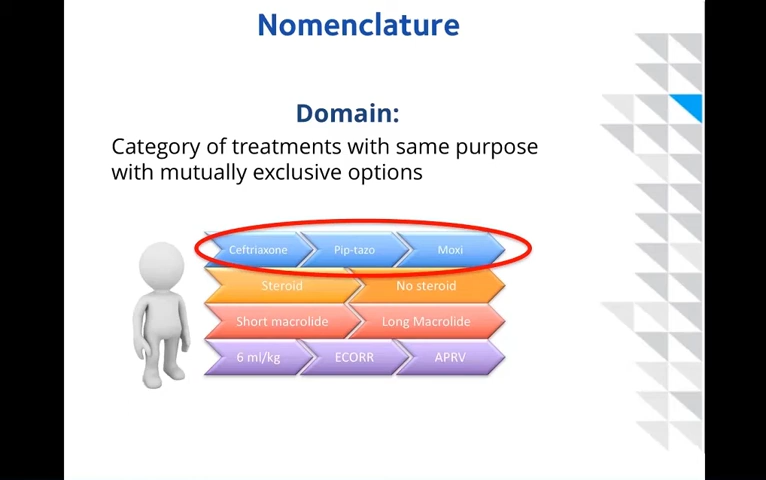 Nomenclature
Domain:
Category of treatments with same purpose
with mutually exclusive options
Ceftriaxone Pip-tazo Moxi
Steroid No steroid
Short macrolide Long Macrolide
6 ml/kg ECORR APRV